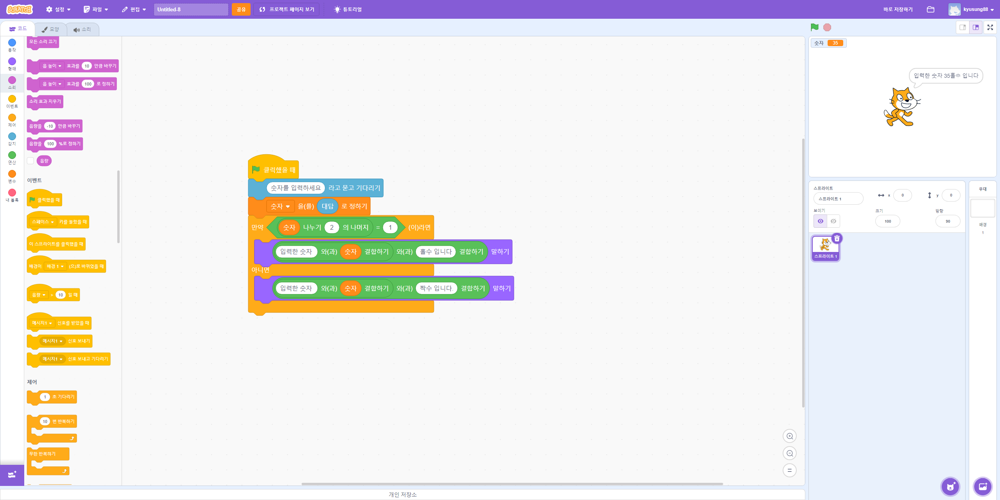 SCRATCH 설정 파일 편집 Untitled-8 공유 프로젝트 페이지 보기 튜토리얼 바로 저장하기 kyusung88
코드 모양 소리
동작
형태
소리
이벤트
제어
감지
연산
변수
내 블록
모든 소리 끄기
음 높이 효과를 10 만큼 바꾸기
음 높이 효과를 100 로 정하기
소리 효과 지우기
음량을 -10 만큼 바꾸기
음량을 100 %로 정하기
음량
이벤트
클릭했을 때
스페이스 키를 눌렀을 때
이 스프라이트를 클릭했을 때
배경이 배경 1 (으)로 바뀌었을 때
음량 > 10 일 때
메시지1 신호를 받았을 때
메시지1 신호 보내기
메시지1 신호 보내고 기다리기
제어
1 초 기다리기
10 번 반복하기
무한 반복하기
클릭했을 때
숫자를 입력하세요 라고 묻고 기다리기
숫자 을(를) 대답 로 정하기
만약 숫자 나누기 2 의 나머지 = 1 (이)라면
입력한 숫자 와(과) 숫자 결합하기 와(과) 홀수 입니다 결합하기 말하기
아니면
입력한 숫자 와(과) 숫자 결합하기 와(과) 짝수 입니다. 결합하기 말하기
개인 저장소
숫자 35
입력한 숫자 35홀수 입니다
스프라이트
스프라이트 1 x 0 y 0
보이기 크기 방향
100 90
스프라이트 1
무대
배경
1